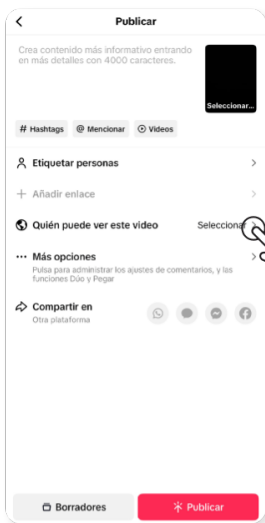 Publicar
Crea contenido más informativo entrando
en más detalles con 4000 caracteres.
Seleccionar...
# Hashtags @ Mencionar Videos
Etiquetar personas
Añadir enlace
Quién puede ver este video Seleccionar
Más opciones
Pulsa para administrar los ajustes de comentarios, y las
funciones Dúo y Pegar
Compartir en
Otra plataforma
Borradores Publicar